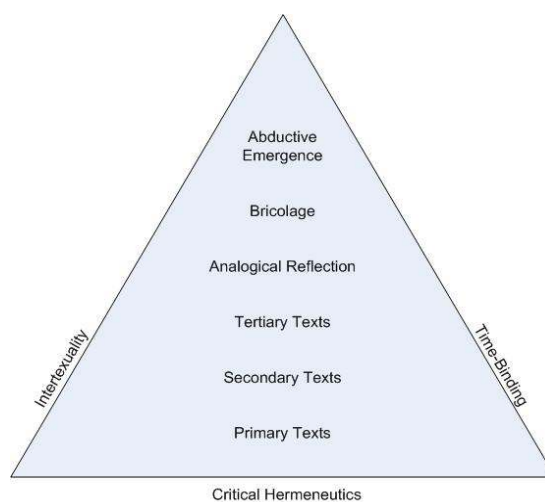 Abductive
Emergence
Bricolage
Analogical Reflection
Tertiary Texts
Secondary Texts
Primary Texts
Intertexuality
Time-Binding
Critical Hermeneutics